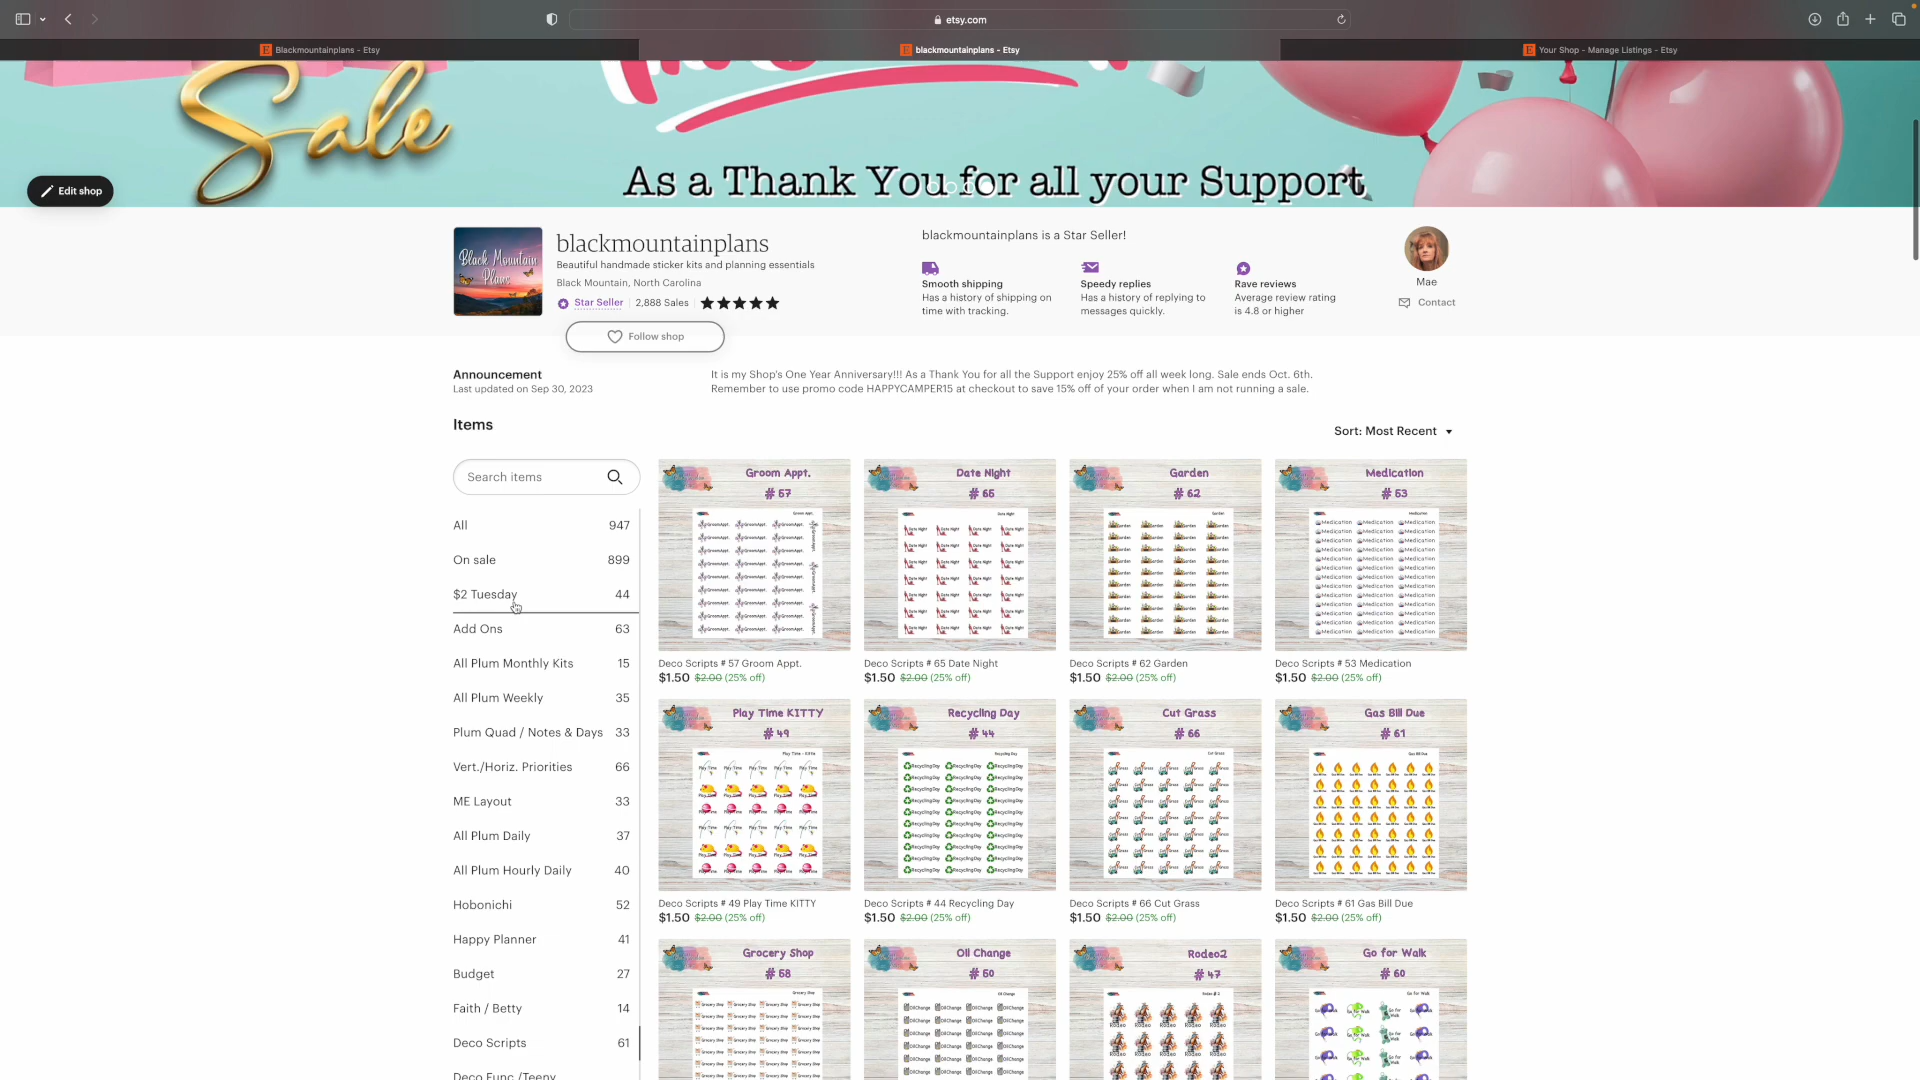 etsy.com
Blackmountainplans - Etsy
blackmountainplans - Etsy
Your Shop - Manage Listings - Etsy
Sale
As a Thank You for all your Support
Edit shop
Black Mountain
Plans
blackmountainplans
Beautiful handmade sticker kits and planning essentials
Black Mountain, North Carolina
Star Seller
2,888 Sales
Follow shop
blackmountainplans is a Star Seller!
Smooth shipping
Has a history of shipping on
time with tracking.
Speedy replies
Has a history of replying to
messages quickly.
Rave reviews
Average review rating
is 4.8 or higher
Mae
Contact
Announcement
Last updated on Sep 30, 2023
It is my Shop's One Year Anniversary!!! As a Thank You for all the Support enjoy 25% off all week long. Sale ends Oct. 6th.
Remember to use promo code HAPPYCAMPER15 at checkout to save 15% off of your order when I am not running a sale.
Items
Sort: Most Recent
Search items
All 947
On sale 899
$2 Tuesday 44
Add Ons 63
All Plum Monthly Kits 15
All Plum Weekly 35
Plum Quad / Notes & Days 33
Vert./Horiz. Priorities 66
ME Layout 33
All Plum Daily 37
All Plum Hourly Daily 40
Hobonichi 52
Happy Planner 41
Budget 27
Faith / Betty 14
Deco Scripts 61
Deco Func./Teeny
Groom Appt.
# 57
Date Night
# 65
Garden
# 62
Medication
# 53
Deco Scripts # 57 Groom Appt.
$1.50 $2.00 (25% off)
Deco Scripts # 65 Date Night
$1.50 $2.00 (25% off)
Deco Scripts # 62 Garden
$1.50 $2.00 (25% off)
Deco Scripts # 53 Medication
$1.50 $2.00 (25% off)
Play Time KITTY
# 49
Recycling Day
# 44
Cut Grass
# 66
Gas Bill Due
# 61
Deco Scripts # 49 Play Time KITTY
$1.50 $2.00 (25% off)
Deco Scripts # 44 Recycling Day
$1.50 $2.00 (25% off)
Deco Scripts # 66 Cut Grass
$1.50 $2.00 (25% off)
Deco Scripts # 61 Gas Bill Due
$1.50 $2.00 (25% off)
Grocery Shop
# 58
Oil Change
# 50
Rodeo2
# 47
Go for Walk
# 60